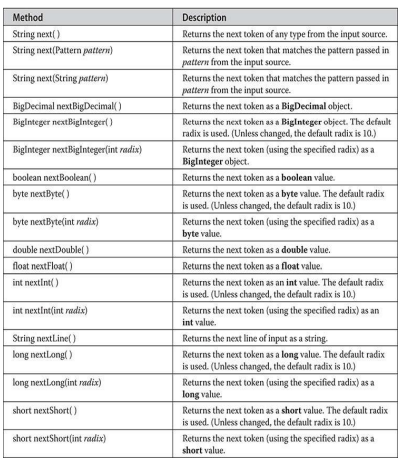 Method Description
String next( ) Returns the next token of any type from the input source.
String next(Pattern pattern) Returns the next token that matches the pattern passed in
pattern from the input source.
String next(String pattern) Returns the next token that matches the pattern passed in
pattern from the input source.
BigDecimal nextBigDecimal( ) Returns the next token as a BigDecimal object.
BigInteger nextBigInteger( ) Returns the next token as a BigInteger object. The default
radix is used. (Unless changed, the default radix is 10.)
BigInteger nextBigInteger(int radix) Returns the next token (using the specified radix) as a
BigInteger object.
boolean nextBoolean( ) Returns the next token as a boolean value.
byte nextByte( ) Returns the next token as a byte value. The default radix
is used. (Unless changed, the default radix is 10.)
byte nextByte(int radix) Returns the next token (using the specified radix) as a
byte value.
double nextDouble( ) Returns the next token as a double value.
float nextFloat( ) Returns the next token as a float value.
int nextInt( ) Returns the next token as an int value. The default radix
is used. (Unless changed, the default radix is 10.)
int nextInt(int radix) Returns the next token (using the specified radix) as an
int value.
String nextLine( ) Returns the next line of input as a string.
long nextLong( ) Returns the next token as a long value. The default radix
is used. (Unless changed, the default radix is 10.)
long nextLong(int radix) Returns the next token (using the specified radix) as a
long value.
short nextShort( ) Returns the next token as a short value. The default radix
is used. (Unless changed, the default radix is 10.)
short nextShort(int radix) Returns the next token (using the specified radix) as a
short value.